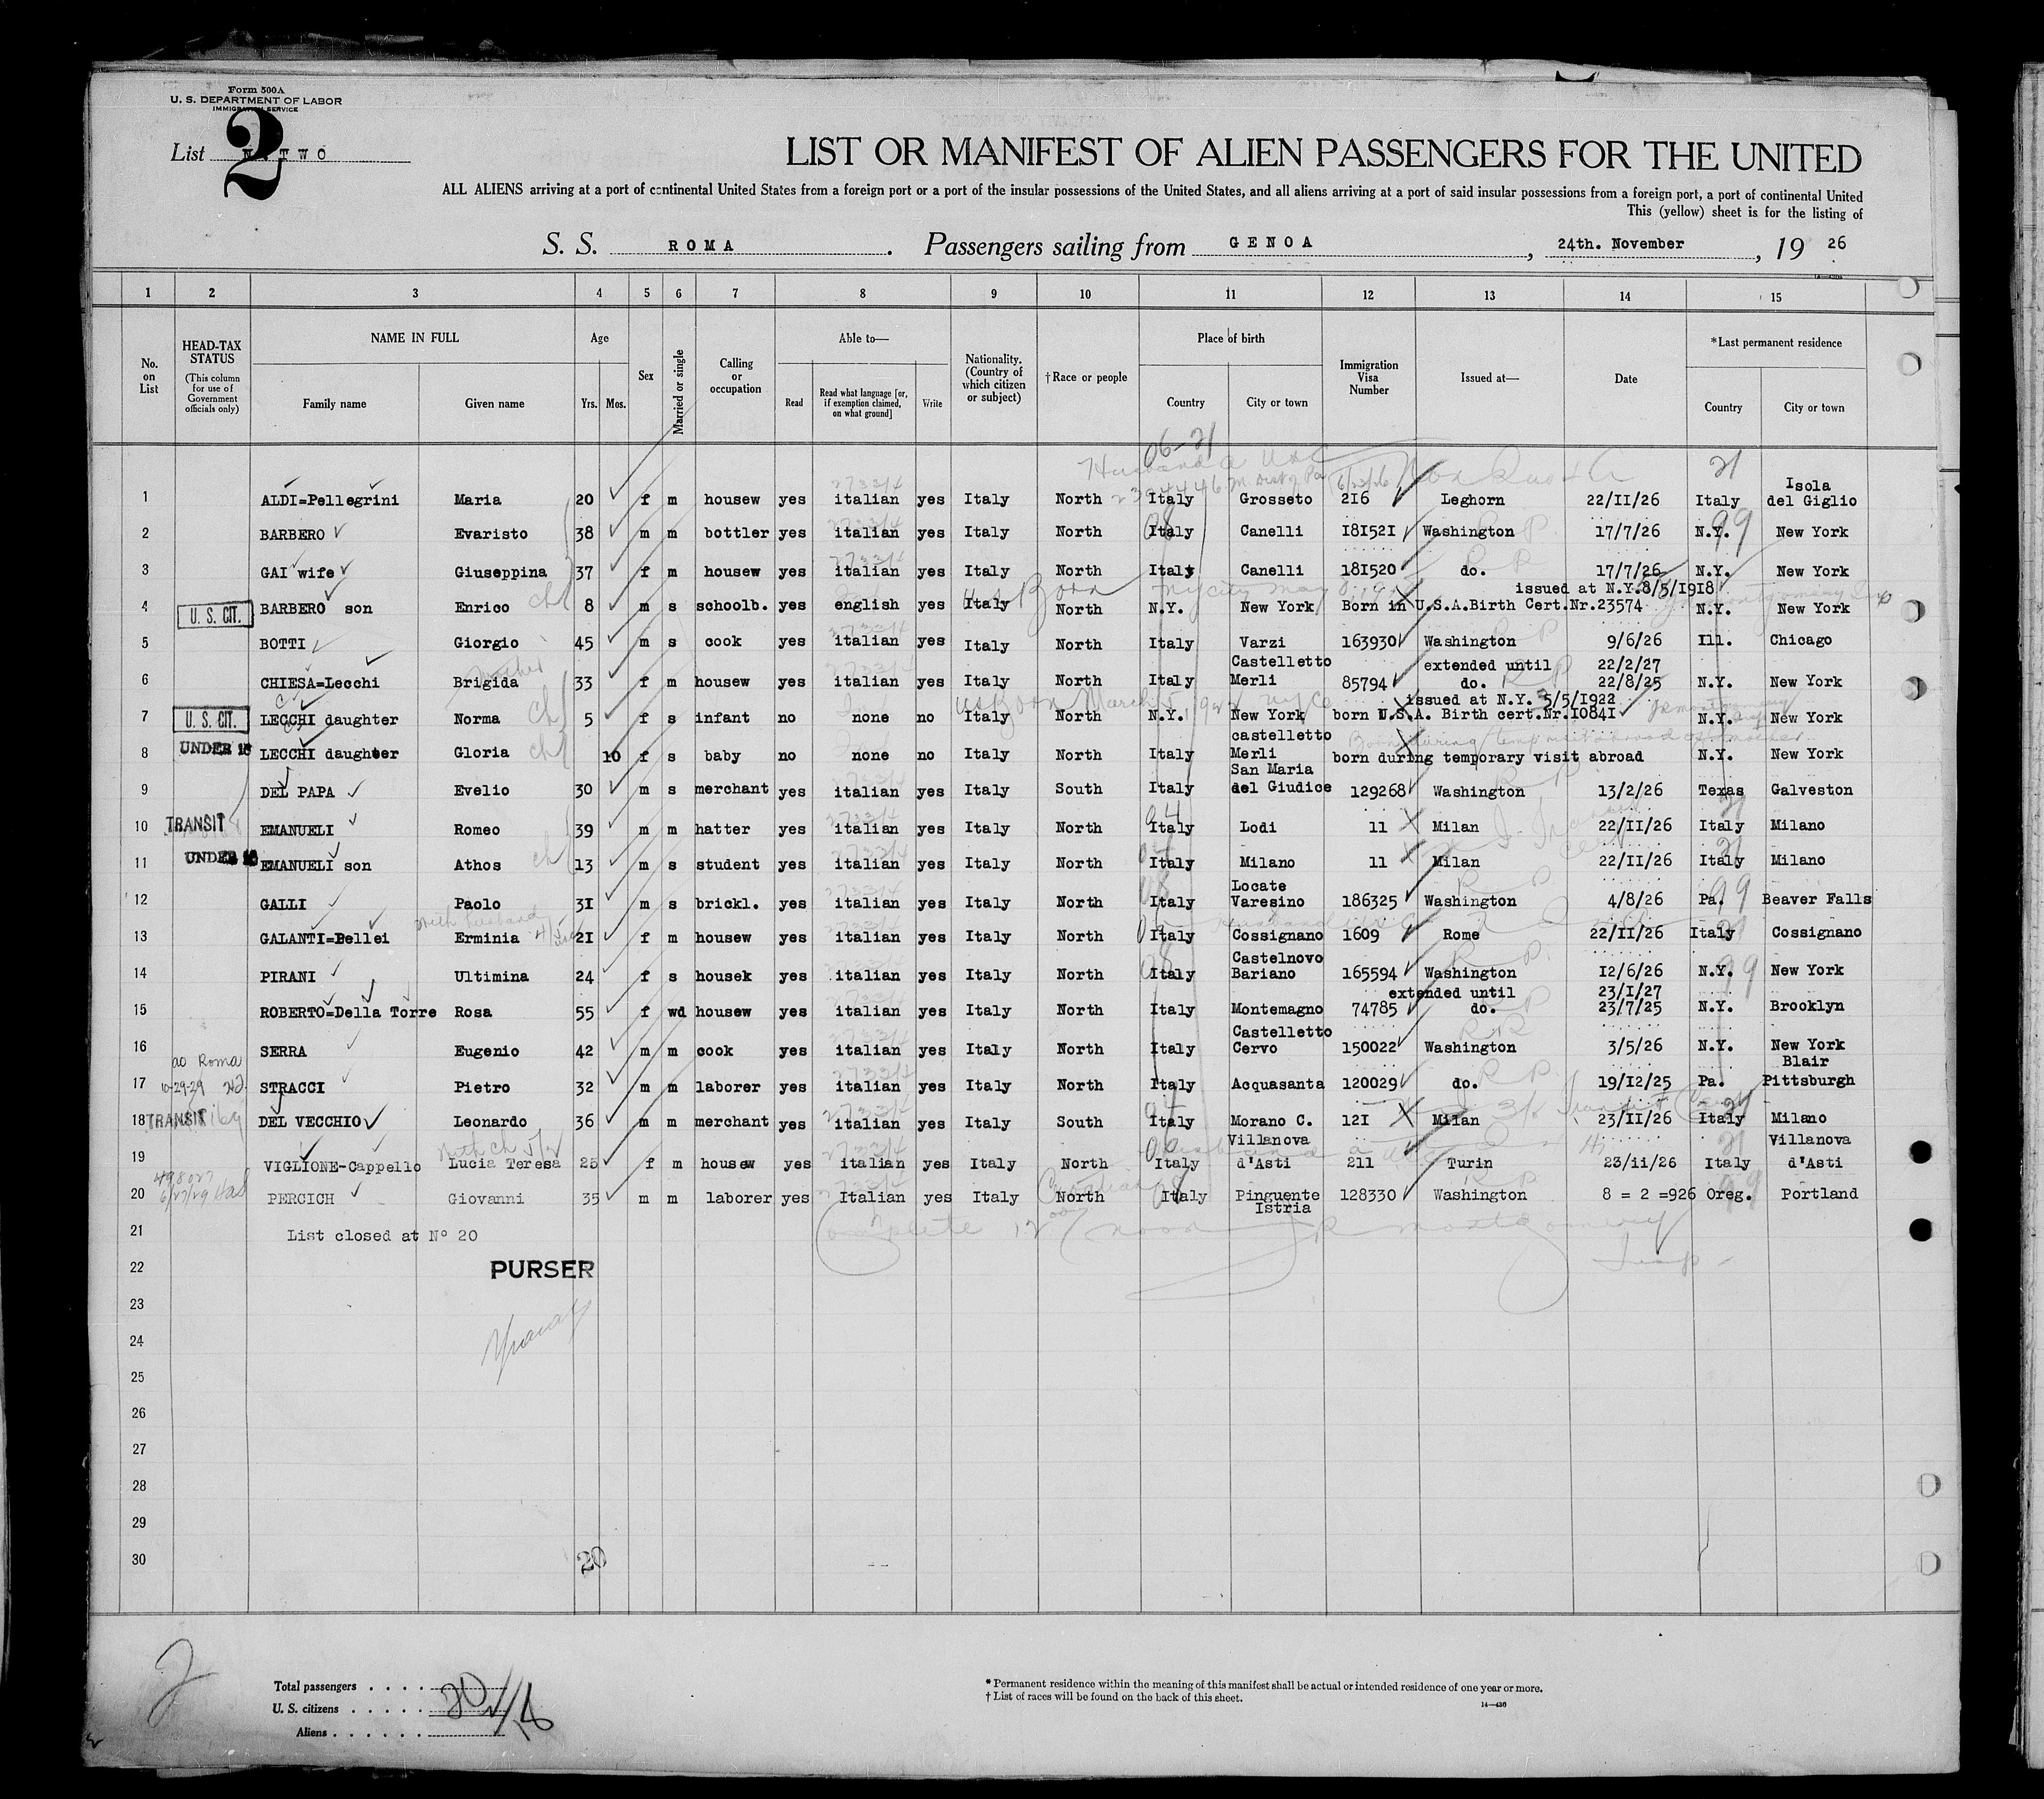 Form 500A
U. S. DEPARTMENT OF LABOR
IMMIGRATION SERVICE
2
List N. TWO
LIST OR MANIFEST OF ALIEN PASSENGERS FOR THE UNITED
ALL ALIENS arriving at a port of continental United States from a foreign port or a port of the insular possessions of the United States, and all aliens arriving at a port of said insular possessions from a foreign port, a port of continental United
This (yellow) sheet is for the listing of
S. S. ROMA. Passengers sailing from GENOA, 24th. November, 19 26
1 2 3 4 5 6 7 8 9 10 11 12 13 14 15
No. on List
HEAD-TAX STATUS (This column for use of Government officials only)
NAME IN FULL
Family name Given name
Age Yrs. Mos.
Sex
Married or single
Calling or occupation
Able to—
Read Read what language [or, if exemption claimed, on what ground] Write
Nationality. (Country of which citizen or subject)
†Race or people
Place of birth
Country City or town
Immigration Visa Number
Issued at—
Date
*Last permanent residence
Country City or town
06-21 21
1 ALDI=Pellegrini Maria 20 f m housew yes italian yes Italy North Italy Grosseto 216 Leghorn 22/II/26 Italy Isola del Giglio
2 BARBERO Evaristo 38 m m bottler yes italian yes Italy North Italy Canelli I8I52I Washington I7/7/26 N.Y. New York
3 GAI wife Giuseppina 37 f m housew yes italian yes Italy North Italy Canelli 181520 do. 17/7/26 N.Y. New York
issued at N.Y.8/5/1918
4 U. S. CIT. BARBERO son Enrico ch 8 m s schoolb. yes english yes Italy North N.Y. New York Born in U.S.A.Birth Cert.Nr.23574 N.Y. New York
5 BOTTI Giorgio 45 m s cook yes italian yes Italy North Italy Varzi 163930 Washington 9/6/26 Ill. Chicago
extended until 22/2/27
6 CHIESA=Lecchi Brigida 33 f m housew yes italian yes Italy North Italy Castelletto Merli 85794 do. 22/8/25 N.Y. New York
issued at N.Y. 5/5/1922
7 U. S. CIT. LECCHI daughter Norma ch 5 f s infant no none no Italy North N.Y. New York born U.S.A. Birth cert.Nr.I084I N.Y. New York
8 UNDER 16 LECCHI daughter Gloria ch 10 f s baby no none no Italy North Italy castelletto Merli born during temporary visit abroad N.Y. New York
9 DEL PAPA Evelio 30 m s merchant yes italian yes Italy South Italy San Maria del Giudice 129268 Washington 13/2/26 Texas Galveston
10 TRANSIT EMANUELI Romeo 39 m m hatter yes italian yes Italy North Italy Lodi 11 Milan 22/II/26 Italy Milano
11 UNDER 16 EMANUELI son Athos ch 13 m s student yes italian yes Italy North Italy Milano 11 Milan 22/II/26 Italy Milano
12 GALLI Paolo 3I m s brickl. yes italian yes Italy North Italy Locate Varesino 186325 Washington 4/8/26 Pa. Beaver Falls
13 GALANTI=Bellei Erminia 2I f m housew yes italian yes Italy North Italy Cossignano 1609 Rome 22/II/26 Italy Cossignano
14 PIRANI Ultimina 24 f s housek yes italian yes Italy North Italy Castelnovo Bariano 165594 Washington I2/6/26 N.Y. New York
extended until 23/I/27
15 ROBERTO=Della Torre Rosa 55 f wd housew yes italian yes Italy North Italy Montemagno 74785 do. 23/7/25 N.Y. Brooklyn
16 SERRA Eugenio 42 m m cook yes italian yes Italy North Italy Castelletto Cervo 150022 Washington 3/5/26 N.Y. New York
17 10-29-29 STRACCI Pietro 32 m m laborer yes italian yes Italy North Italy Acquasanta 120029 do. 19/12/25 Pa. Blair Pittsburgh
18 TRANSIT DEL VECCHIO Leonardo 36 m m merchant yes italian yes Italy South Italy Morano C. I2I Milan 23/II/26 Italy Milano
19 VIGLIONE-Cappello Lucia Teresa 25 f m housew yes italian yes Italy North Italy Villanova d'Asti 211 Turin 23/ii/26 Italy Villanova d'Asti
20 PERCICH Giovanni 35 m m laborer yes Italian yes Italy North Italy Pinguente Istria 128330 Washington 8 = 2 =926 Oreg. Portland
21 List closed at Nº 20
22 PURSER
23
24
25
26
27
28
29
30
20
2
Total passengers
U. S. citizens
Aliens
20 2/18
* Permanent residence within the meaning of this manifest shall be actual or intended residence of one year or more.
† List of races will be found on the back of this sheet.
14—430